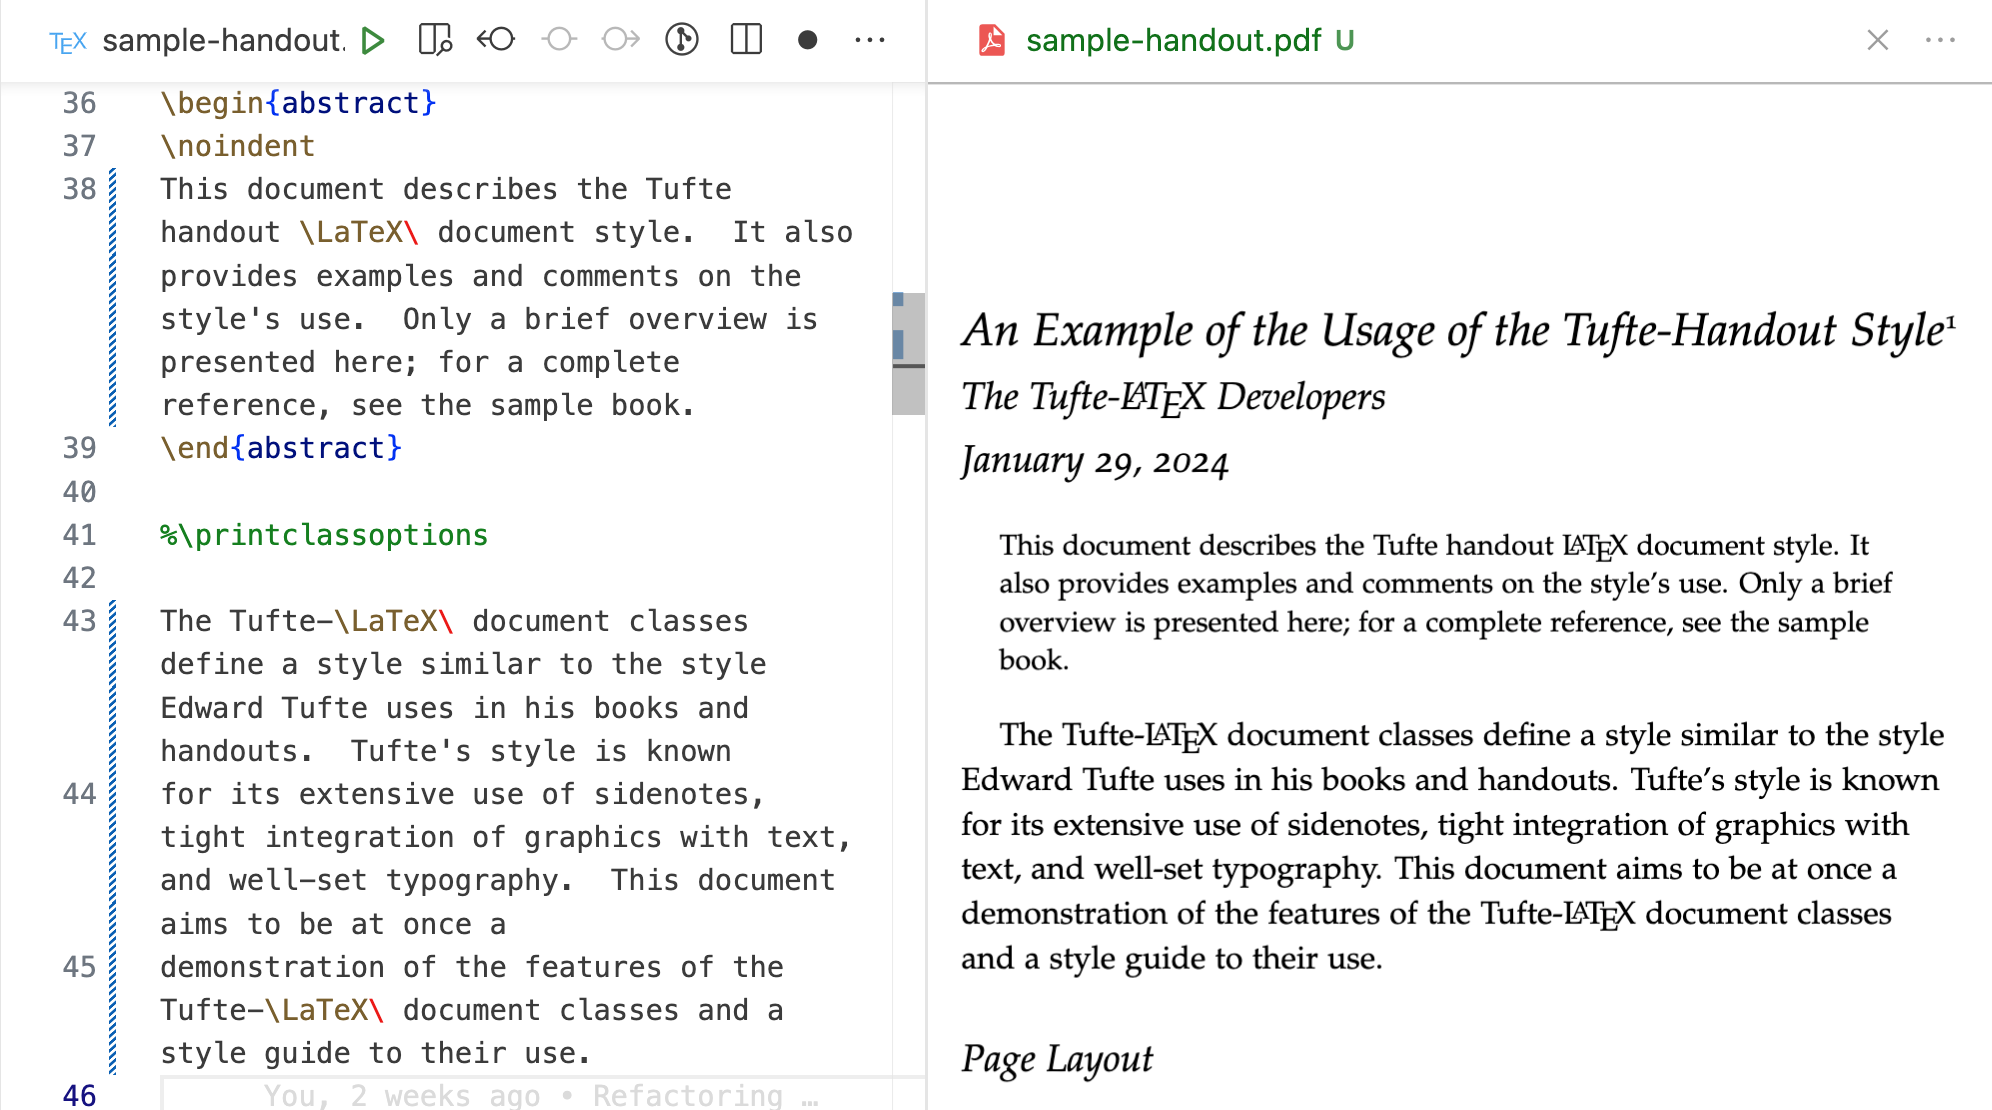 TEX sample-handout.
36 \begin{abstract}
37 \noindent
38 This document describes the Tufte
handout \LaTeX\ document style.  It also
provides examples and comments on the
style's use.  Only a brief overview is
presented here; for a complete
reference, see the sample book.
39 \end{abstract}
40
41 %\printclassoptions
42
43 The Tufte-\LaTeX\ document classes
define a style similar to the style
Edward Tufte uses in his books and
handouts.  Tufte's style is known
44 for its extensive use of sidenotes,
tight integration of graphics with text,
and well-set typography.  This document
aims to be at once a
45 demonstration of the features of the
Tufte-\LaTeX\ document classes and a
style guide to their use.
46 You, 2 weeks ago • Refactoring …
sample-handout.pdf U
An Example of the Usage of the Tufte-Handout Style¹
The Tufte-LATEX Developers
January 29, 2024
This document describes the Tufte handout LATEX document style. It
also provides examples and comments on the style’s use. Only a brief
overview is presented here; for a complete reference, see the sample
book.
The Tufte-LATEX document classes define a style similar to the style
Edward Tufte uses in his books and handouts. Tufte’s style is known
for its extensive use of sidenotes, tight integration of graphics with
text, and well-set typography. This document aims to be at once a
demonstration of the features of the Tufte-LATEX document classes
and a style guide to their use.
Page Layout